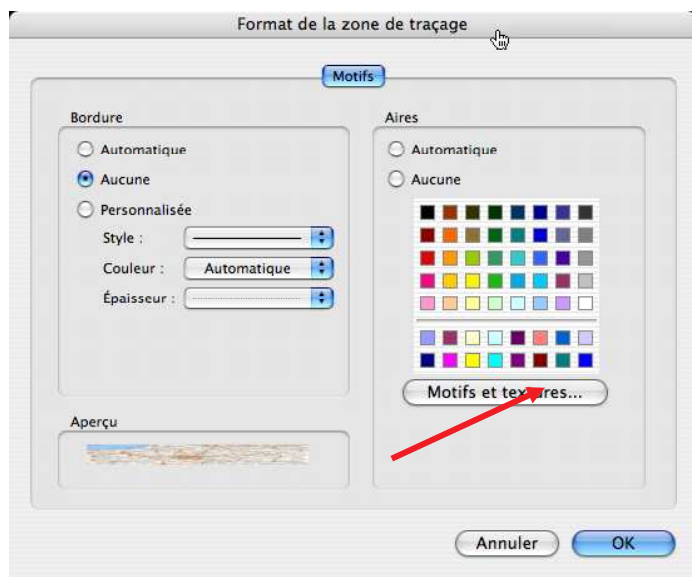 Format de la zone de traçage
Motifs
Bordure
Automatique
Aucune
Personnalisée
Style :
Couleur : Automatique
Épaisseur :
Aperçu
Aires
Automatique
Aucune
Motifs et textures...
Annuler
OK